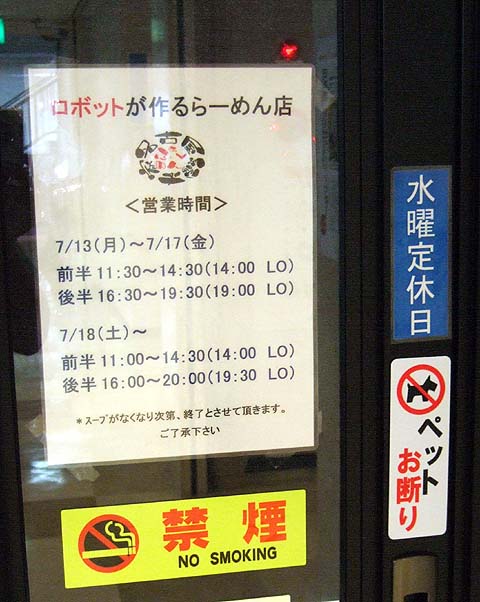 ロボットが作るらーめん店
<営業時間>
7/13(月)～7/17(金)
前半 11:30～14:30(14:00 LO)
後半 16:30～19:30(19:00 LO)
7/18(土)～
前半 11:00～14:30(14:00 LO)
後半 16:00～20:00(19:30 LO)
*スープがなくなり次第、終了とさせて頂きます。
ご了承下さい
水曜定休日
ペット
お断り
禁煙
NO SMOKING